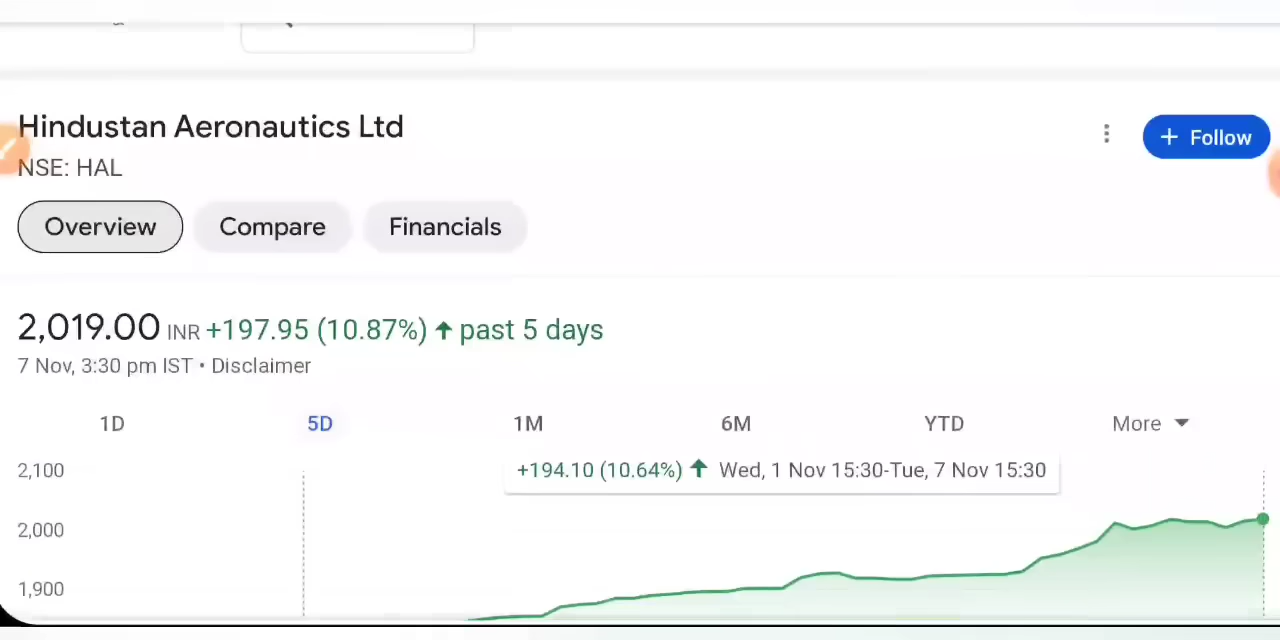 Hindustan Aeronautics Ltd
+ Follow
NSE: HAL
Overview Compare Financials
2,019.00 INR +197.95 (10.87%) ↑ past 5 days
7 Nov, 3:30 pm IST • Disclaimer
1D 5D 1M 6M YTD More
+194.10 (10.64%) ↑ Wed, 1 Nov 15:30-Tue, 7 Nov 15:30
2,100
2,000
1,900